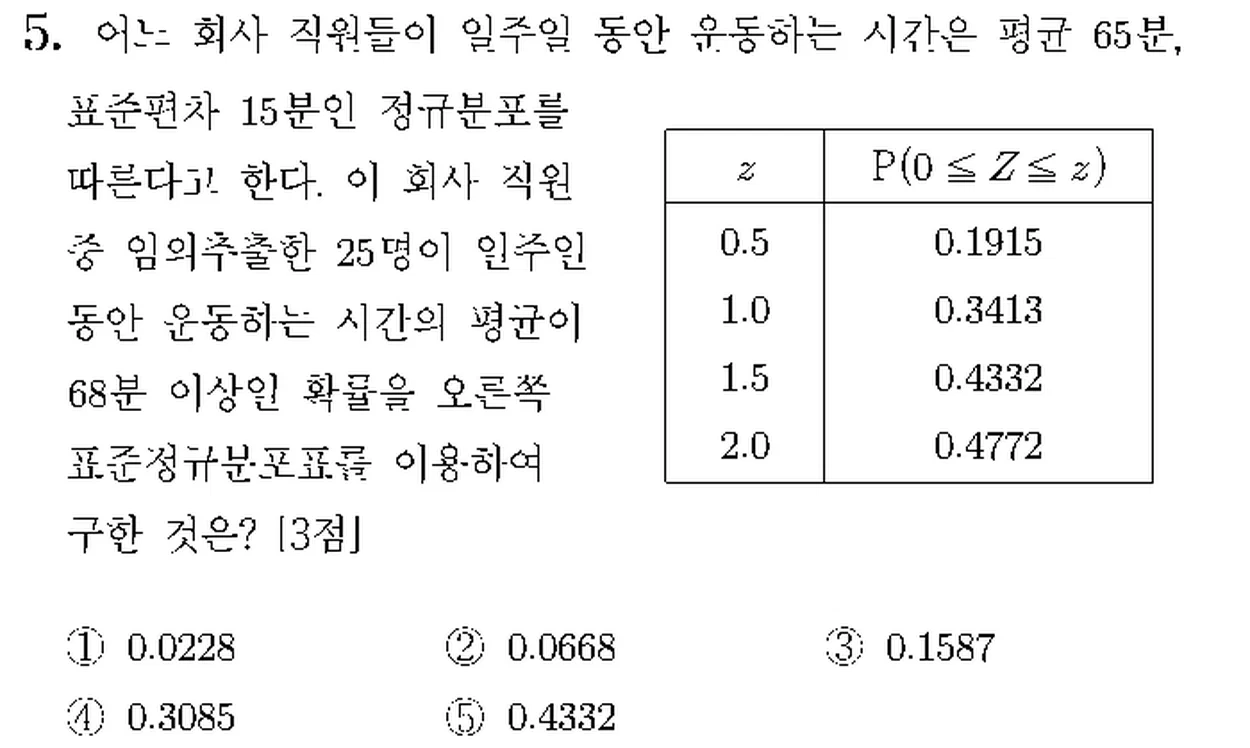 5. 어느 회사 직원들이 일주일 동안 운동하는 시간은 평균 65분,
표준편차 15분인 정규분포를
따른다고 한다. 이 회사 직원
중 임의추출한 25명이 일주일
동안 운동하는 시간의 평균이
68분 이상일 확률을 오른쪽
표준정규분포표를 이용하여
구한 것은? [3점]
z P(0 ≦ Z ≦ z)
0.5 0.1915
1.0 0.3413
1.5 0.4332
2.0 0.4772
① 0.0228 ② 0.0668 ③ 0.1587
④ 0.3085 ⑤ 0.4332